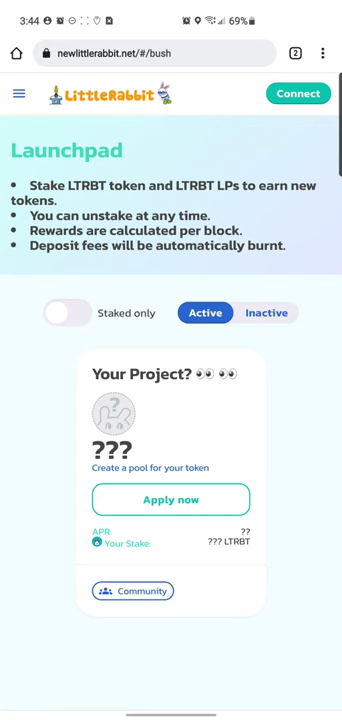 3:44
69%
newlittlerabbit.net/#/bush
2
LITTLERABBIT
Connect
Launchpad
Stake LTRBT token and LTRBT LPs to earn new
tokens.
You can unstake at any time.
Rewards are calculated per block.
Deposit fees will be automatically burnt.
Staked only
Active
Inactive
Your Project? 👀 👀
?
???
Create a pool for your token
Apply now
APR: ??
Your Stake: ??? LTRBT
Community